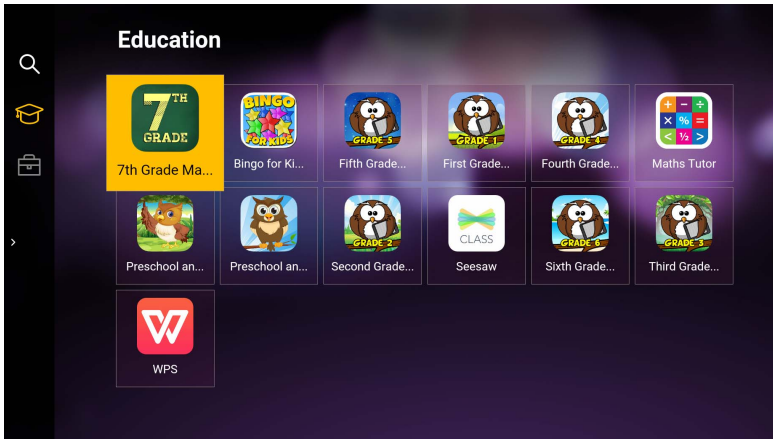 Education
7TH
GRADE
BINGO
FOR KIDS
GRADE 5
GRADE 1
GRADE 4
+ - ÷
× % =
< ½ >
7th Grade Ma...
Bingo for Ki...
Fifth Grade...
First Grade...
Fourth Grade...
Maths Tutor
GRADE 2
CLASS
GRADE 6
GRADE 3
Preschool an...
Preschool an...
Second Grade...
Seesaw
Sixth Grade...
Third Grade...
W
WPS